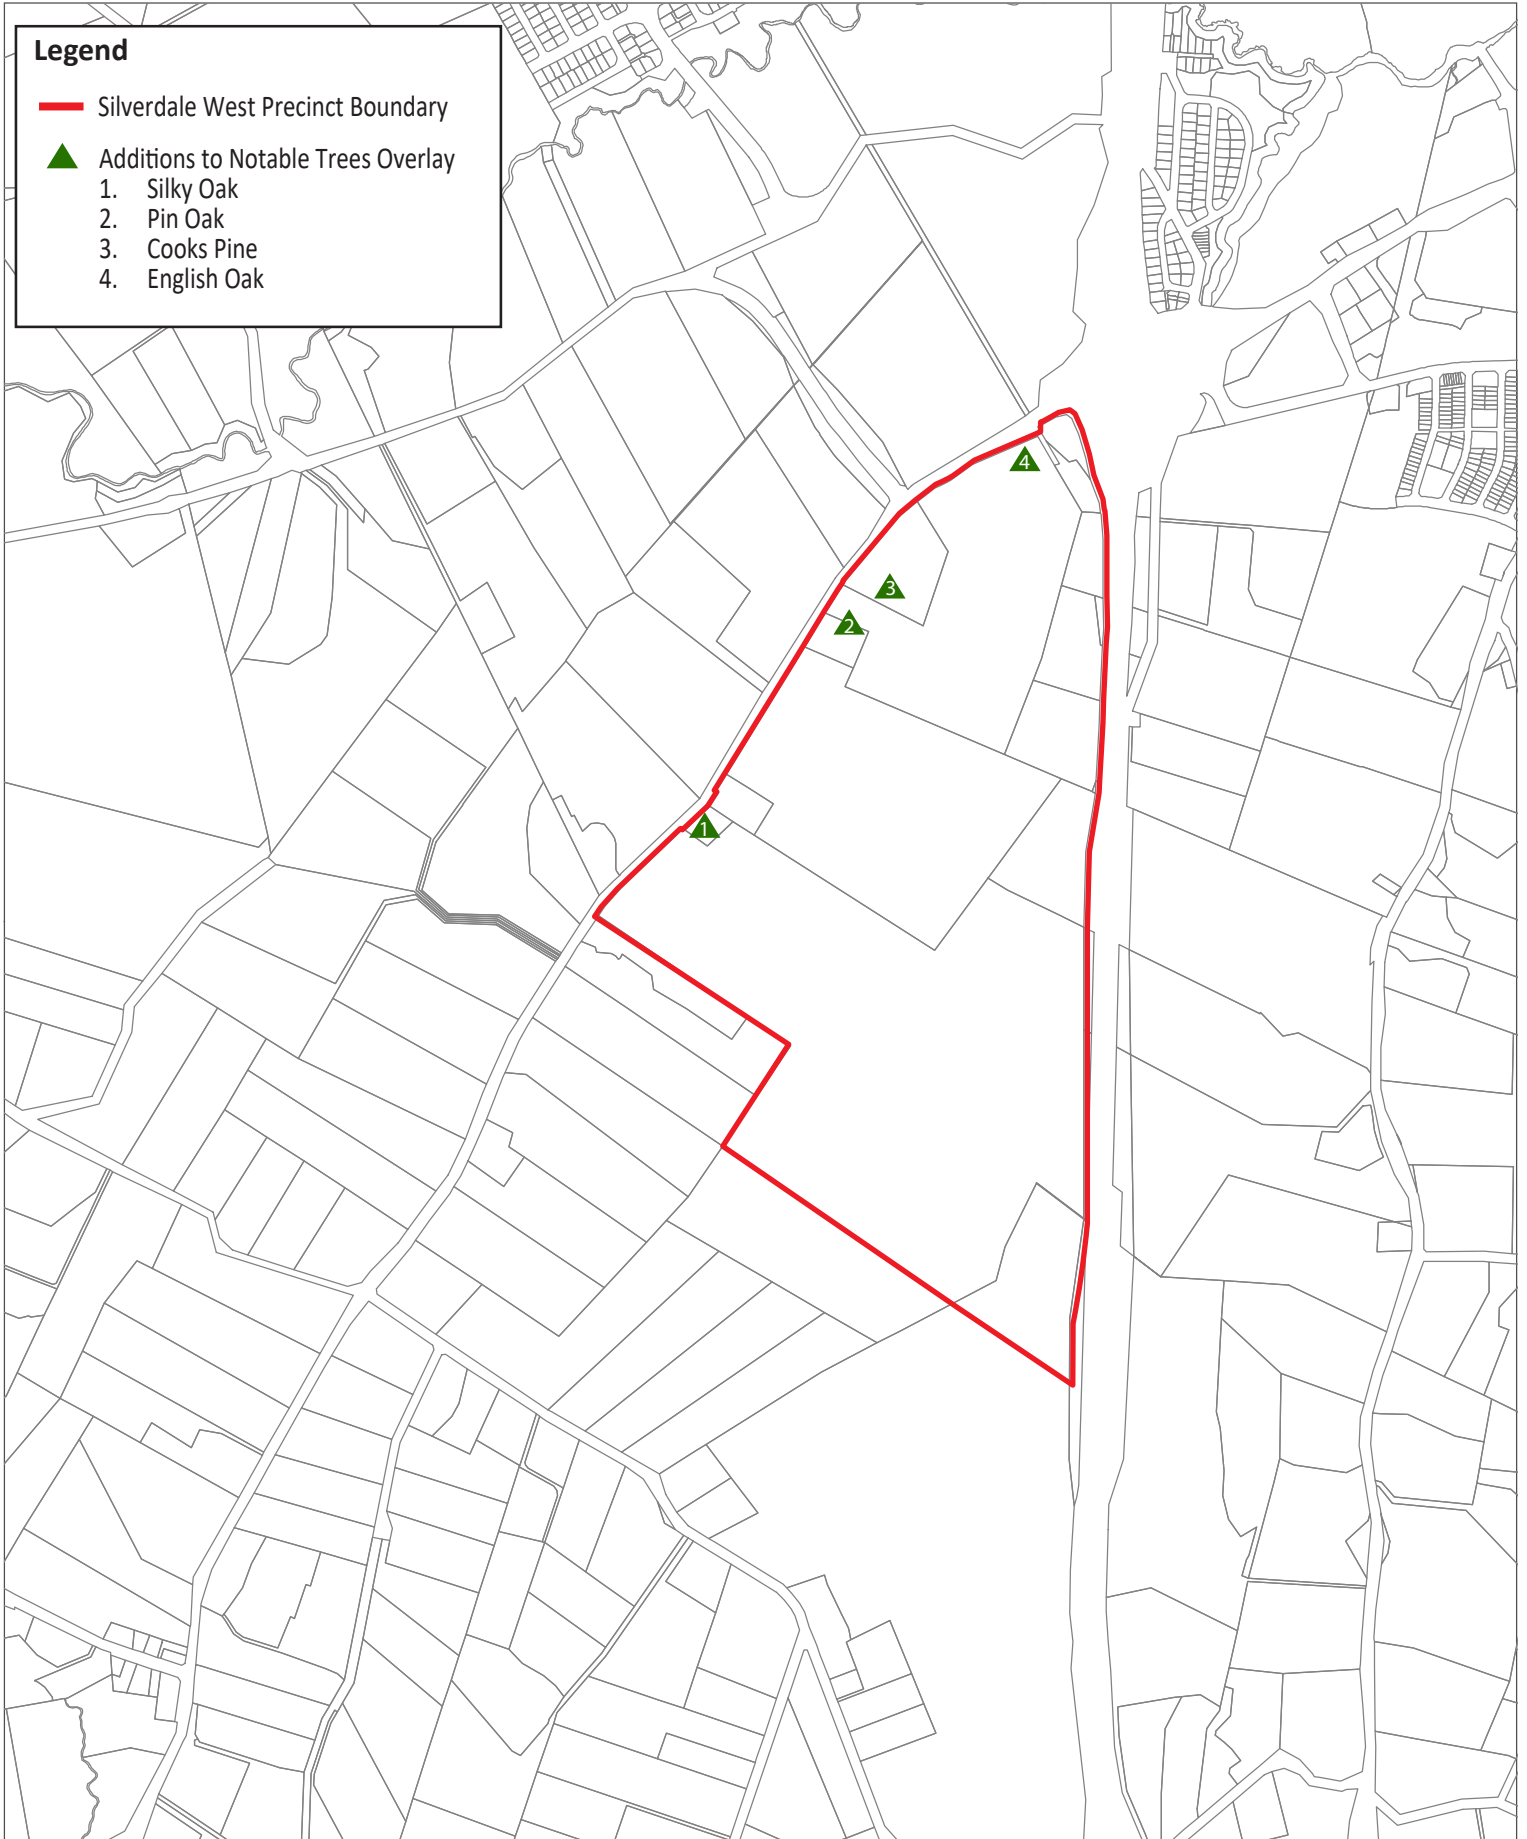 Legend
Silverdale West Precinct Boundary
Additions to Notable Trees Overlay
1. Silky Oak
2. Pin Oak
3. Cooks Pine
4. English Oak
4
3
2
1